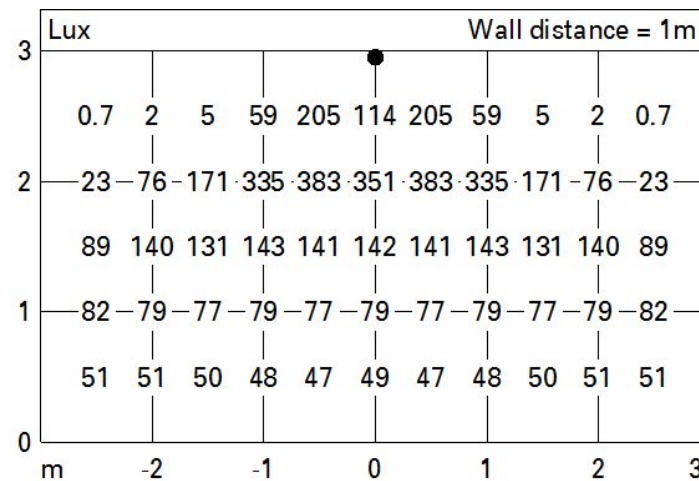 Lux Wall distance = 1m
3
0.7 2 5 59 205 114 205 59 5 2 0.7
2 23 76 171 335 383 351 383 335 171 76 23
89 140 131 143 141 142 141 143 131 140 89
1 82 79 77 79 77 79 77 79 77 79 82
51 51 50 48 47 49 47 48 50 51 51
0
m -2 -1 0 1 2 3